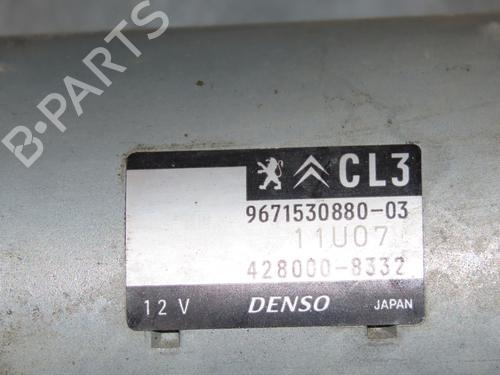 B-PARTS
CL3
9671530880-03
11U07
428000-8332
12 V DENSO JAPAN